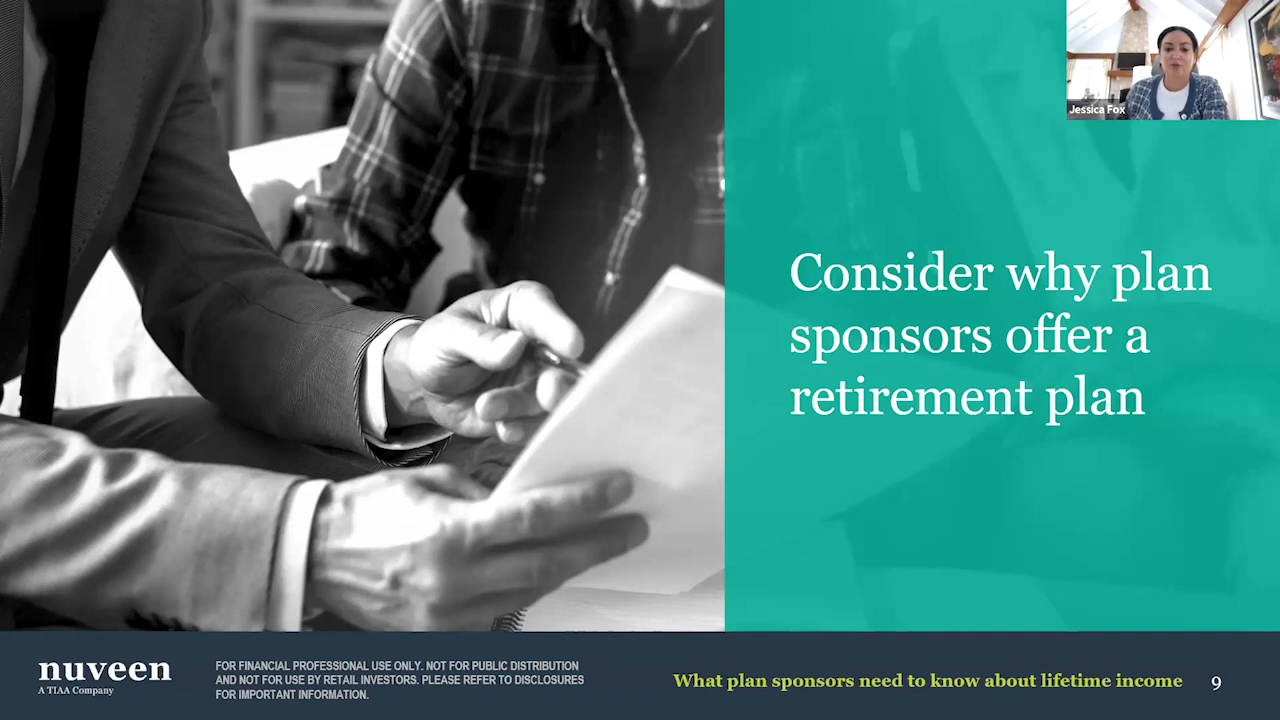 Jessica Fox
Consider why plan
sponsors offer a
retirement plan
nuveen
A TIAA Company
FOR FINANCIAL PROFESSIONAL USE ONLY. NOT FOR PUBLIC DISTRIBUTION
AND NOT FOR USE BY RETAIL INVESTORS. PLEASE REFER TO DISCLOSURES
FOR IMPORTANT INFORMATION.
What plan sponsors need to know about lifetime income
9